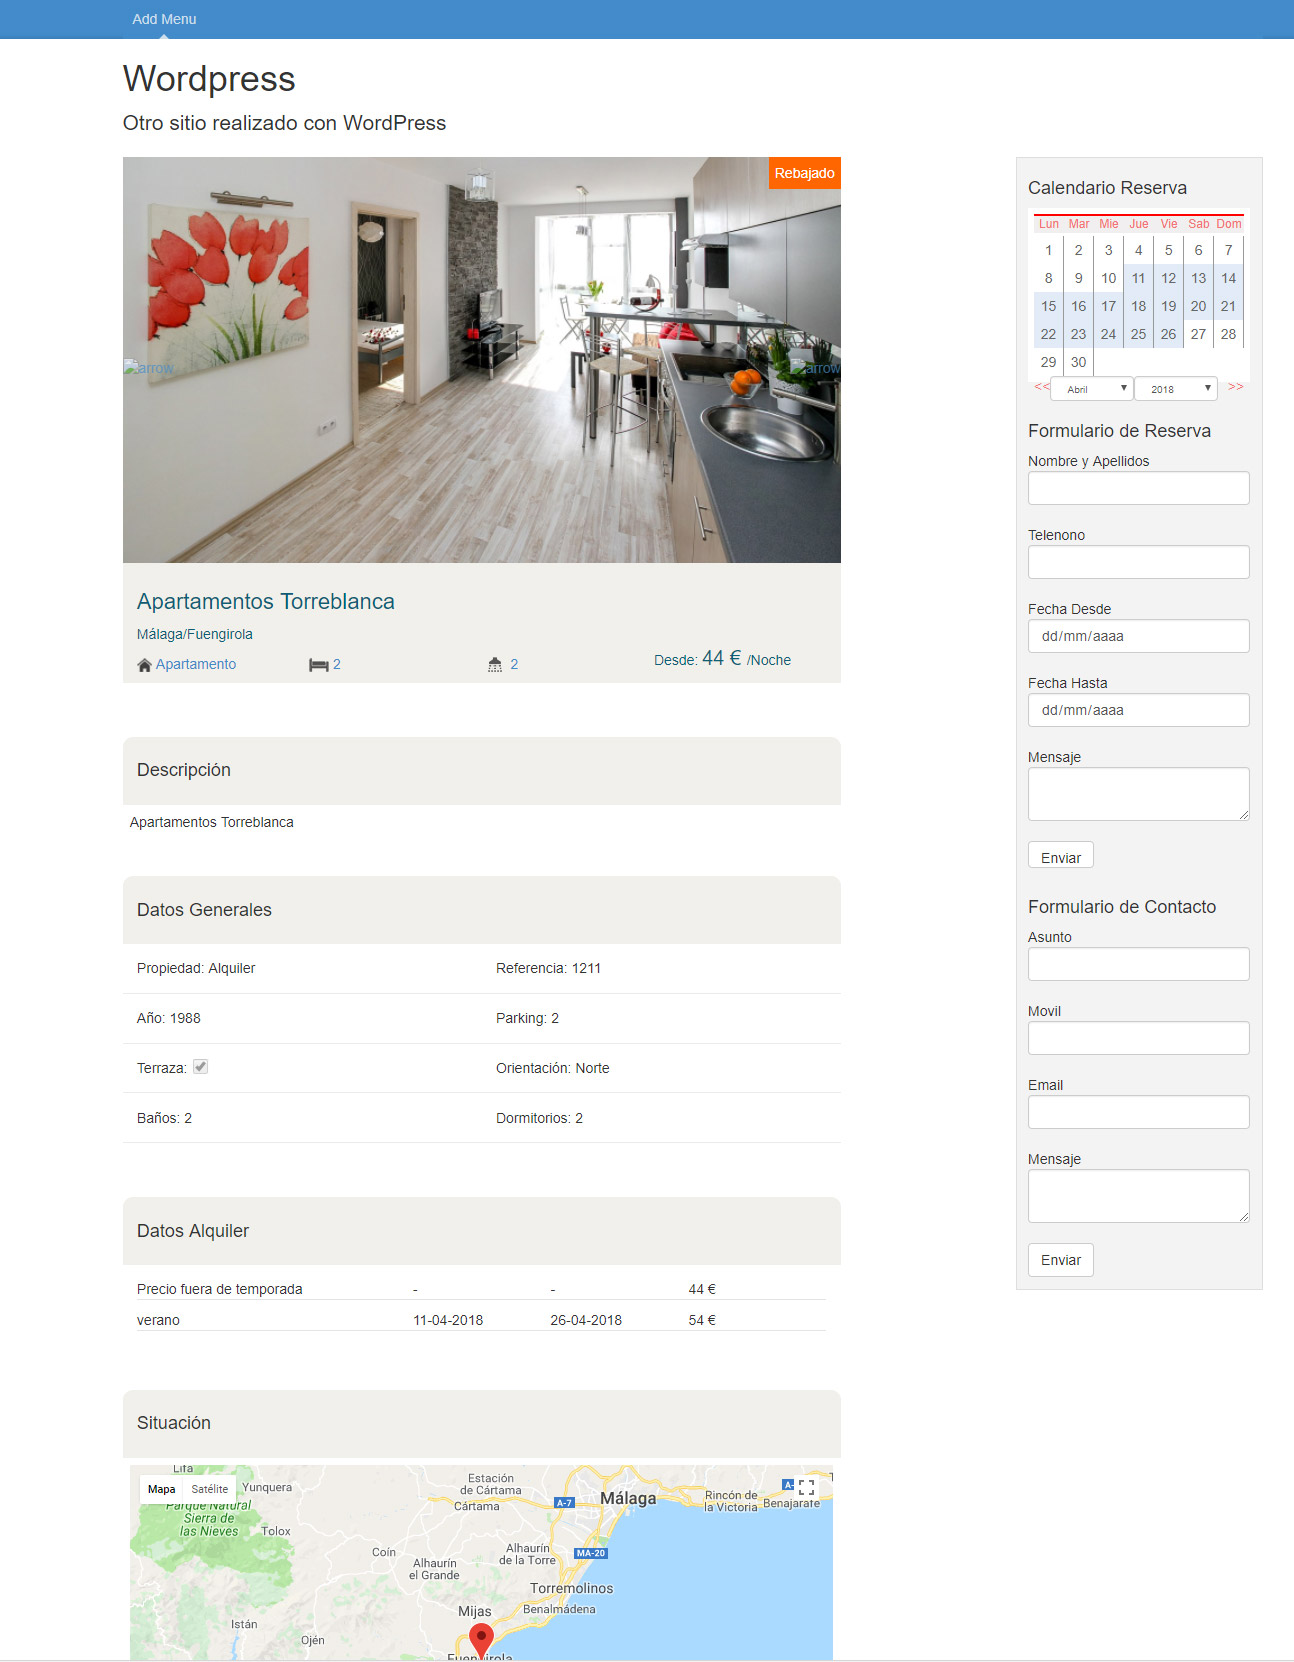 Add Menu
Wordpress
Otro sitio realizado con WordPress
Rebajado
arrow
arrow
Apartamentos Torreblanca
Málaga/Fuengirola
Apartamento 2 2 Desde: 44 € /Noche
Descripción
Apartamentos Torreblanca
Datos Generales
Propiedad: Alquiler Referencia: 1211
Año: 1988 Parking: 2
Terraza: Orientación: Norte
Baños: 2 Dormitorios: 2
Datos Alquiler
Precio fuera de temporada - - 44 €
verano 11-04-2018 26-04-2018 54 €
Situación
Mapa Satélite
Lifa
Yunquera
Parque Natural
Sierra de
las Nieves
Tolox
Estación
de Cártama
Cártama
A-7
Málaga
Rincón de
la Victoria
Benajarafe
Coín
Alhaurín
el Grande
Alhaurín
de la Torre
MA-20
Torremolinos
Benalmádena
Mijas
Istán
Ojén
Fuengirola
Calendario Reserva
Lun Mar Mie Jue Vie Sab Dom
1 2 3 4 5 6 7
8 9 10 11 12 13 14
15 16 17 18 19 20 21
22 23 24 25 26 27 28
29 30
<< Abril 2018 >>
Formulario de Reserva
Nombre y Apellidos
Telenono
Fecha Desde
dd/mm/aaaa
Fecha Hasta
dd/mm/aaaa
Mensaje
Enviar
Formulario de Contacto
Asunto
Movil
Email
Mensaje
Enviar